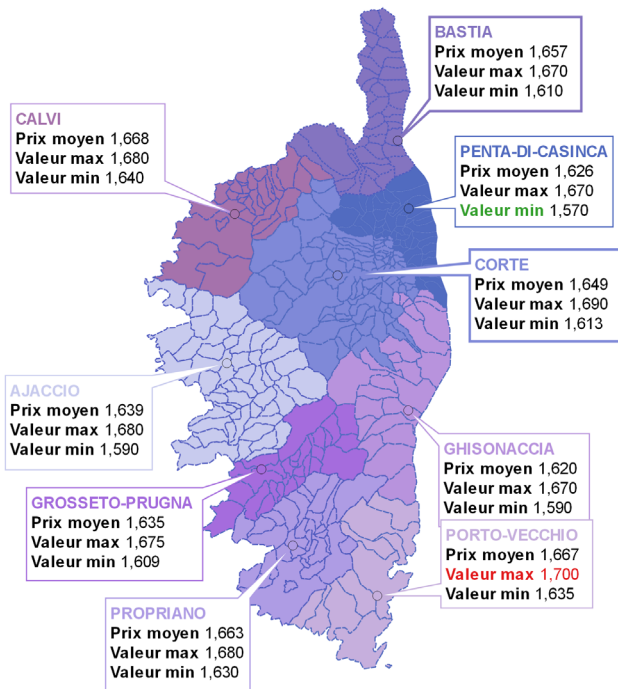 BASTIA
Prix moyen 1,657
Valeur max 1,670
Valeur min 1,610
CALVI
Prix moyen 1,668
Valeur max 1,680
Valeur min 1,640
PENTA-DI-CASINCA
Prix moyen 1,626
Valeur max 1,670
Valeur min 1,570
CORTE
Prix moyen 1,649
Valeur max 1,690
Valeur min 1,613
AJACCIO
Prix moyen 1,639
Valeur max 1,680
Valeur min 1,590
GHISONACCIA
Prix moyen 1,620
Valeur max 1,670
Valeur min 1,590
GROSSETO-PRUGNA
Prix moyen 1,635
Valeur max 1,675
Valeur min 1,609
PORTO-VECCHIO
Prix moyen 1,667
Valeur max 1,700
Valeur min 1,635
PROPRIANO
Prix moyen 1,663
Valeur max 1,680
Valeur min 1,630